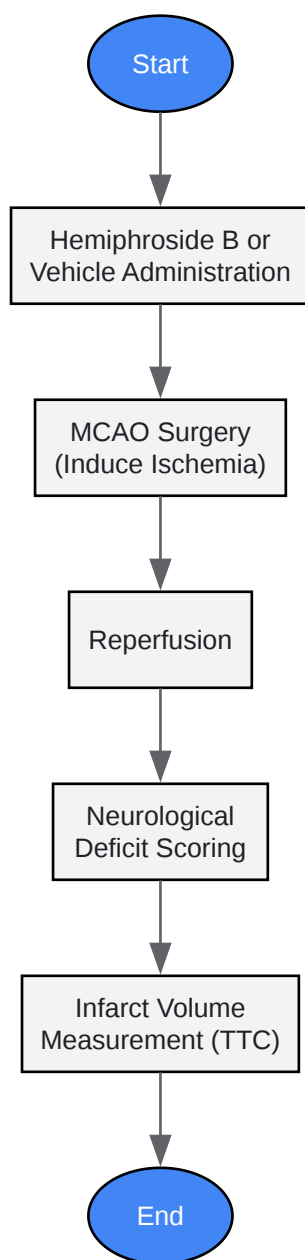 Start
Hemiphroside B or
Vehicle Administration
MCAO Surgery
(Induce Ischemia)
Reperfusion
Neurological
Deficit Scoring
Infarct Volume
Measurement (TTC)
End